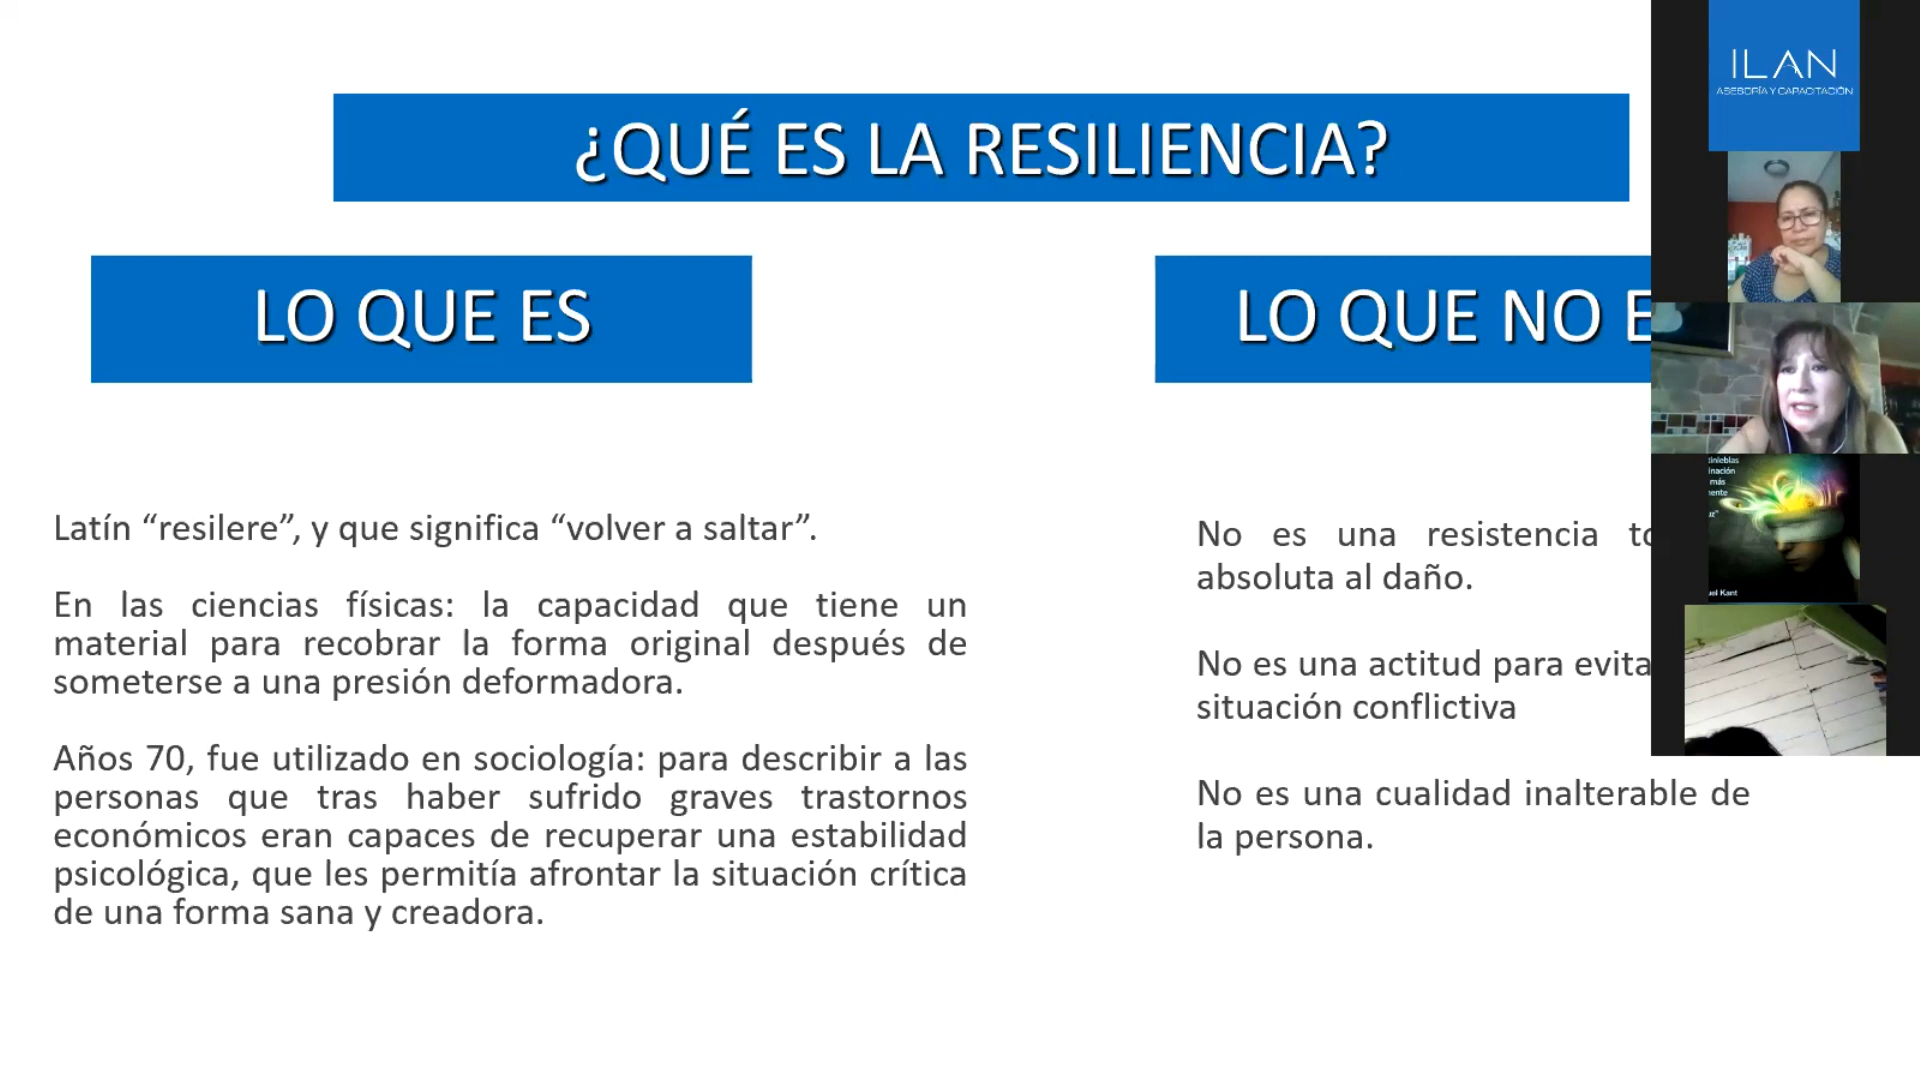 ¿QUÉ ES LA RESILIENCIA?
LO QUE ES
LO QUE NO
Latín “resilere”, y que significa “volver a saltar”.
En las ciencias físicas: la capacidad que tiene un
material para recobrar la forma original después de
someterse a una presión deformadora.
Años 70, fue utilizado en sociología: para describir a las
personas que tras haber sufrido graves trastornos
económicos eran capaces de recuperar una estabilidad
psicológica, que les permitía afrontar la situación crítica
de una forma sana y creadora.
No es una resistencia
absoluta al daño.
No es una actitud para
situación conflictiva
No es una cualidad inalterable de
la persona.
ILAN
ASESORÍA Y CAPACITACIÓN
más
Kant